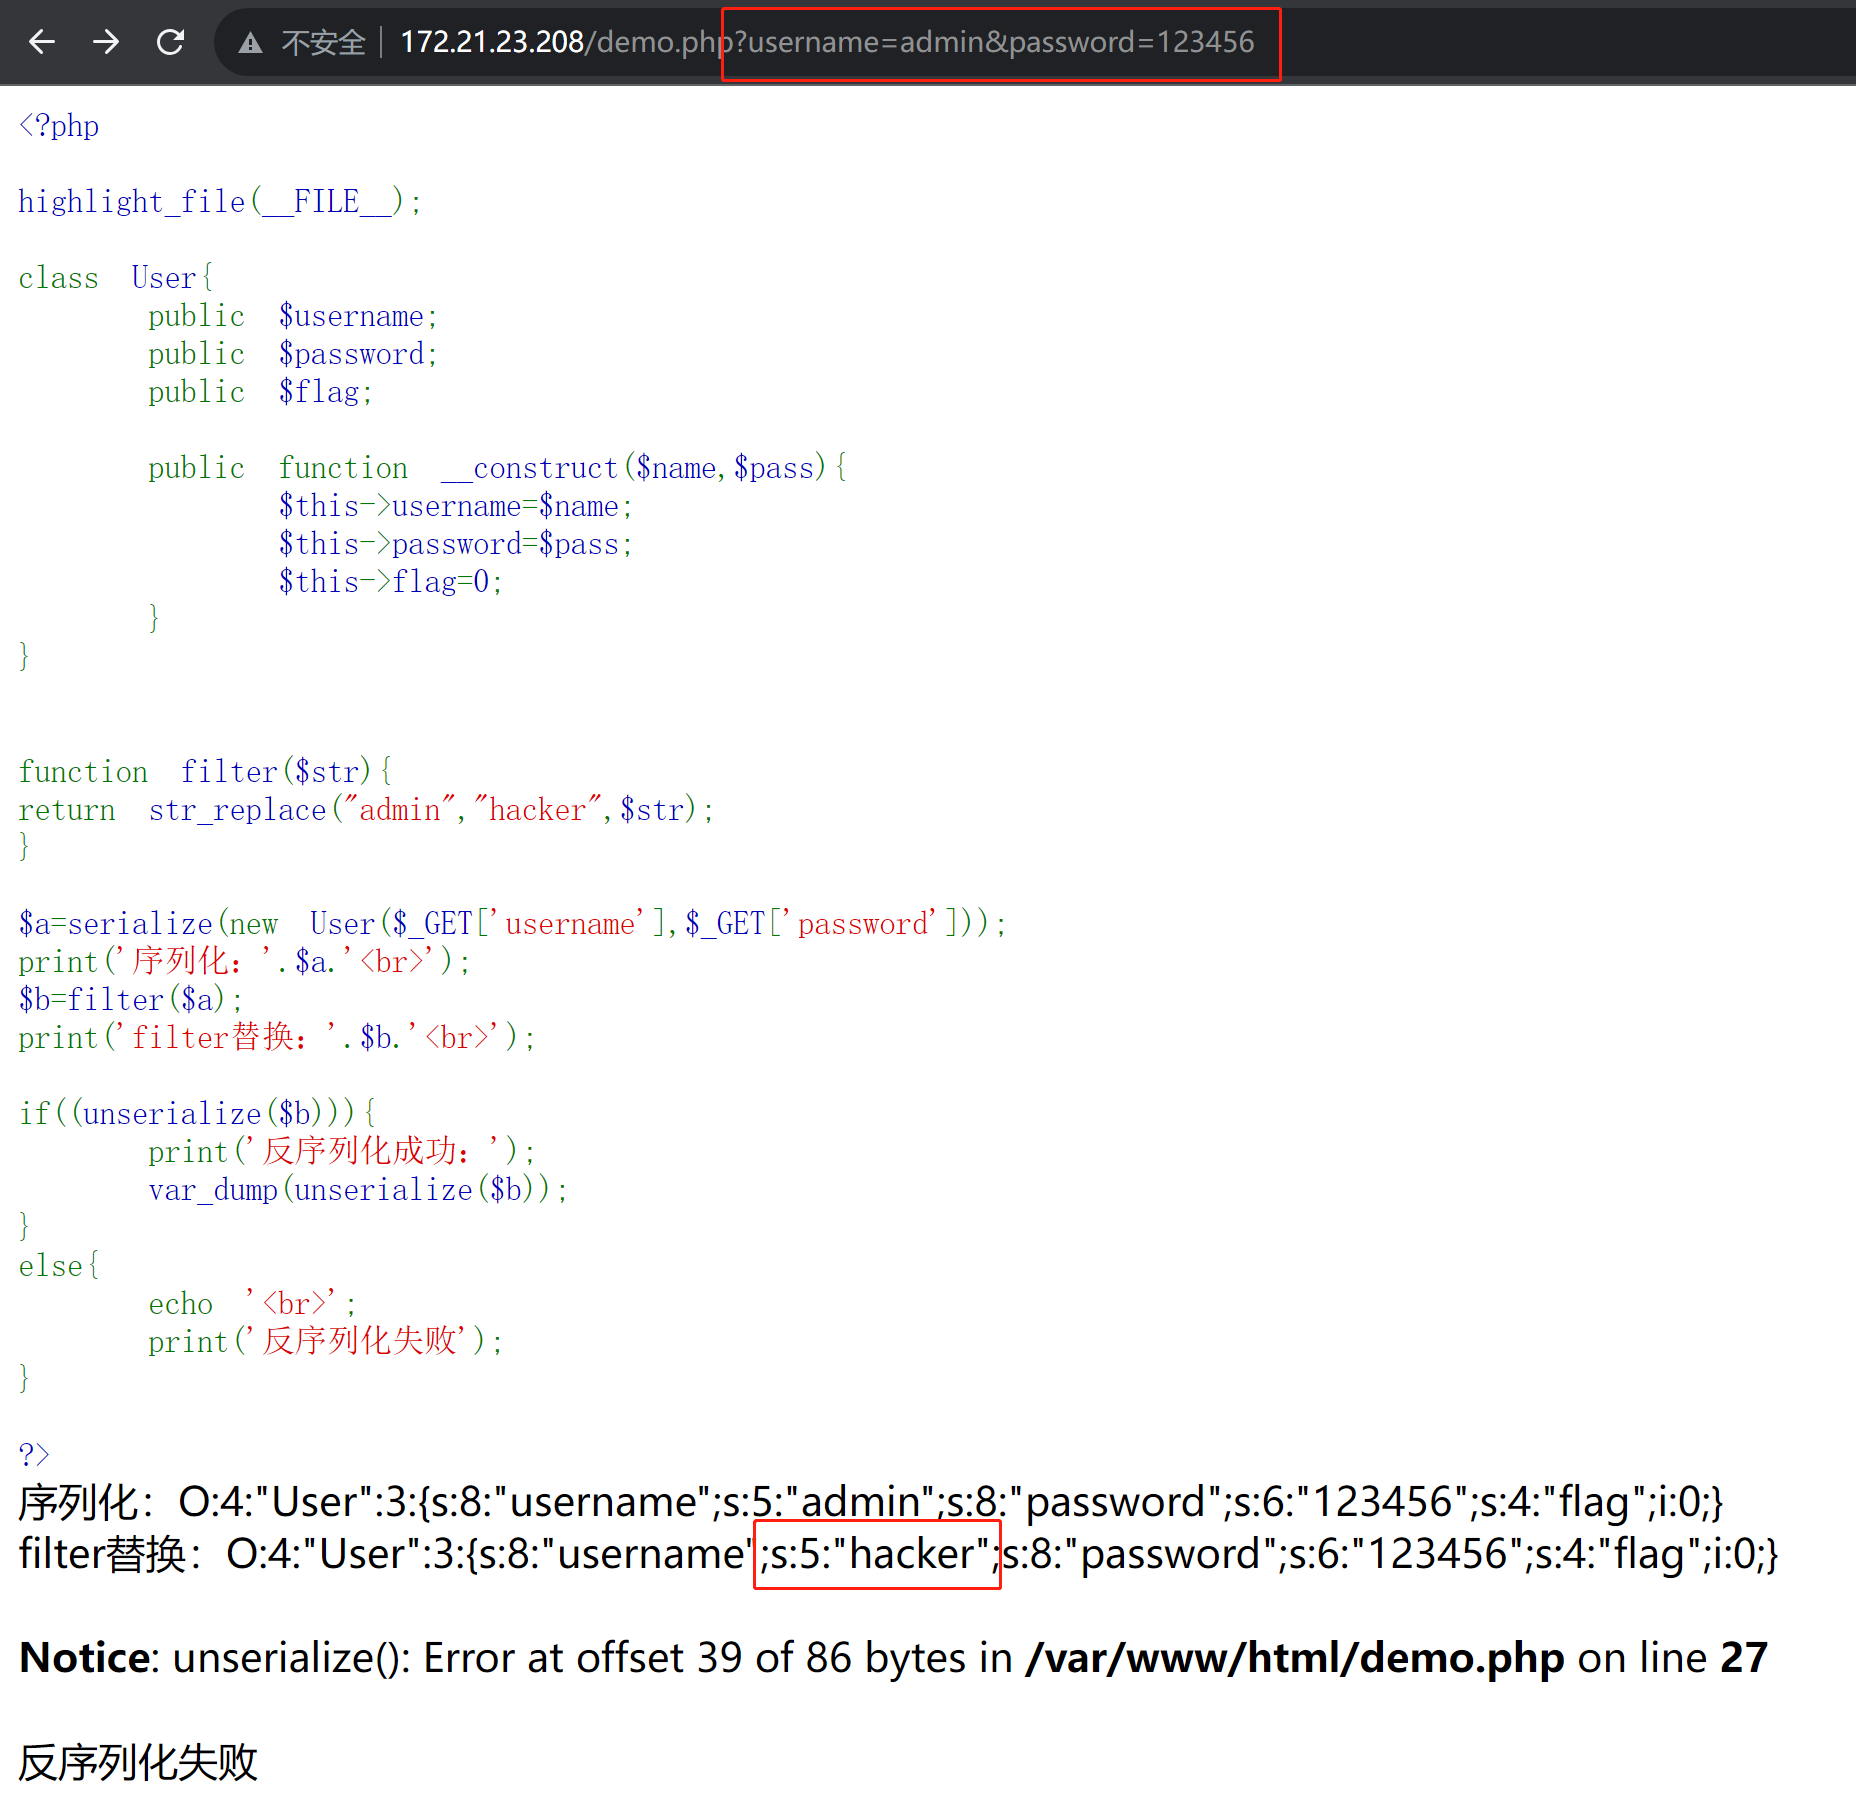 不安全 172.21.23.208/demo.php?username=admin&password=123456
<?php
highlight_file(__FILE__);
class User{
public $username;
public $password;
public $flag;
public function __construct($name,$pass){
$this->username=$name;
$this->password=$pass;
$this->flag=0;
}
}
function filter($str){
return str_replace("admin","hacker",$str);
}
$a=serialize(new User($_GET['username'],$_GET['password']));
print('序列化：'.$a.'<br>');
$b=filter($a);
print('filter替换：'.$b.'<br>');
if((unserialize($b))){
print('反序列化成功：');
var_dump(unserialize($b));
}
else{
echo '<br>';
print('反序列化失败');
}
?>
序列化：O:4:"User":3:{s:8:"username";s:5:"admin";s:8:"password";s:6:"123456";s:4:"flag";i:0;}
filter替换：O:4:"User":3:{s:8:"username";s:5:"hacker";s:8:"password";s:6:"123456";s:4:"flag";i:0;}
Notice: unserialize(): Error at offset 39 of 86 bytes in /var/www/html/demo.php on line 27
反序列化失败